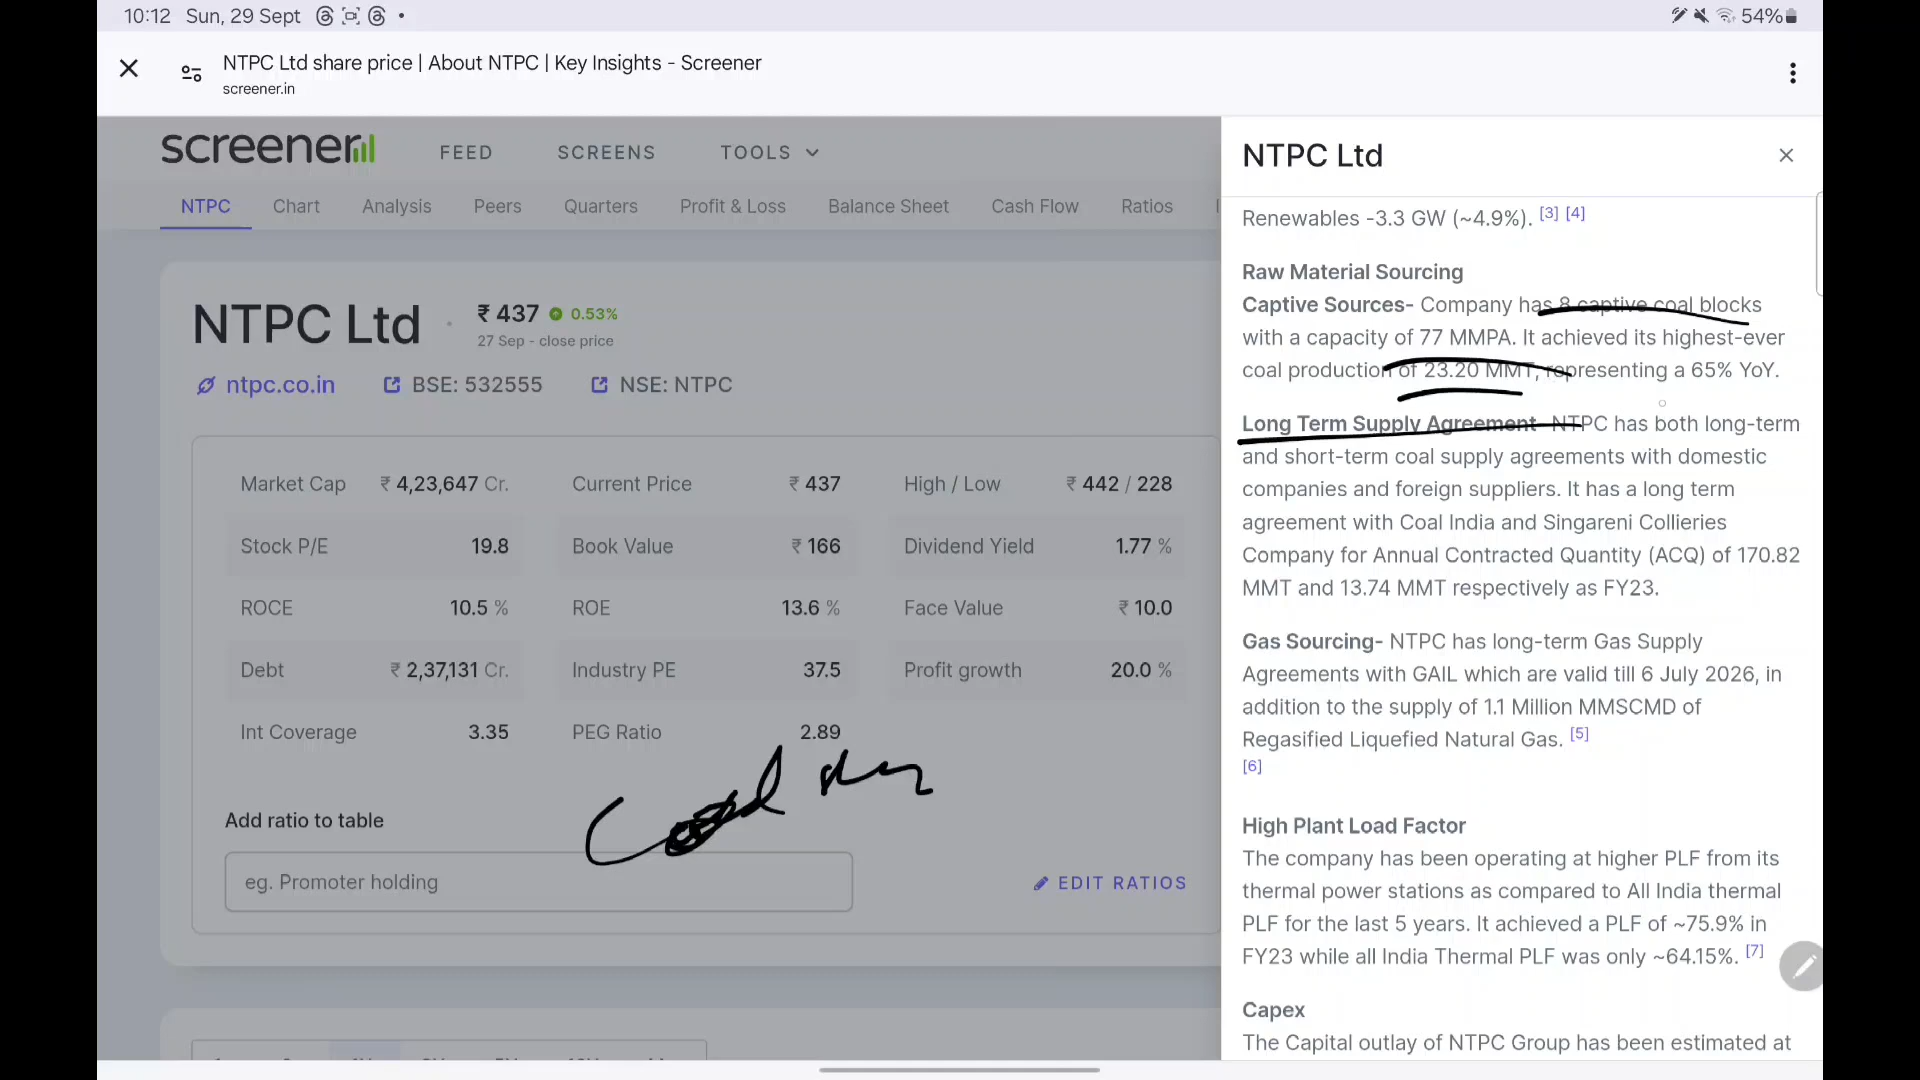 10:12 Sun, 29 Sept 54%
NTPC Ltd share price | About NTPC | Key Insights - Screener
screener.in
screener FEED SCREENS TOOLS
NTPC Chart Analysis Peers Quarters Profit & Loss Balance Sheet Cash Flow Ratios
NTPC Ltd
₹ 437 0.53%
27 Sep - close price
ntpc.co.in BSE: 532555 NSE: NTPC
Market Cap ₹ 4,23,647 Cr. Current Price ₹ 437 High / Low ₹ 442 / 228
Stock P/E 19.8 Book Value ₹ 166 Dividend Yield 1.77 %
ROCE 10.5 % ROE 13.6 % Face Value ₹ 10.0
Debt ₹ 2,37,131 Cr. Industry PE 37.5 Profit growth 20.0 %
Int Coverage 3.35 PEG Ratio 2.89
Add ratio to table
eg. Promoter holding
EDIT RATIOS
NTPC Ltd
Renewables -3.3 GW (~4.9%). [3] [4]
Raw Material Sourcing
Captive Sources- Company has 8 captive coal blocks
with a capacity of 77 MMPA. It achieved its highest-ever
coal production of 23.20 MMT, representing a 65% YoY.
Long Term Supply Agreement- NTPC has both long-term
and short-term coal supply agreements with domestic
companies and foreign suppliers. It has a long term
agreement with Coal India and Singareni Collieries
Company for Annual Contracted Quantity (ACQ) of 170.82
MMT and 13.74 MMT respectively as FY23.
Gas Sourcing- NTPC has long-term Gas Supply
Agreements with GAIL which are valid till 6 July 2026, in
addition to the supply of 1.1 Million MMSCMD of
Regasified Liquefied Natural Gas. [5]
[6]
High Plant Load Factor
The company has been operating at higher PLF from its
thermal power stations as compared to All India thermal
PLF for the last 5 years. It achieved a PLF of ~75.9% in
FY23 while all India Thermal PLF was only ~64.15%. [7]
Capex
The Capital outlay of NTPC Group has been estimated at